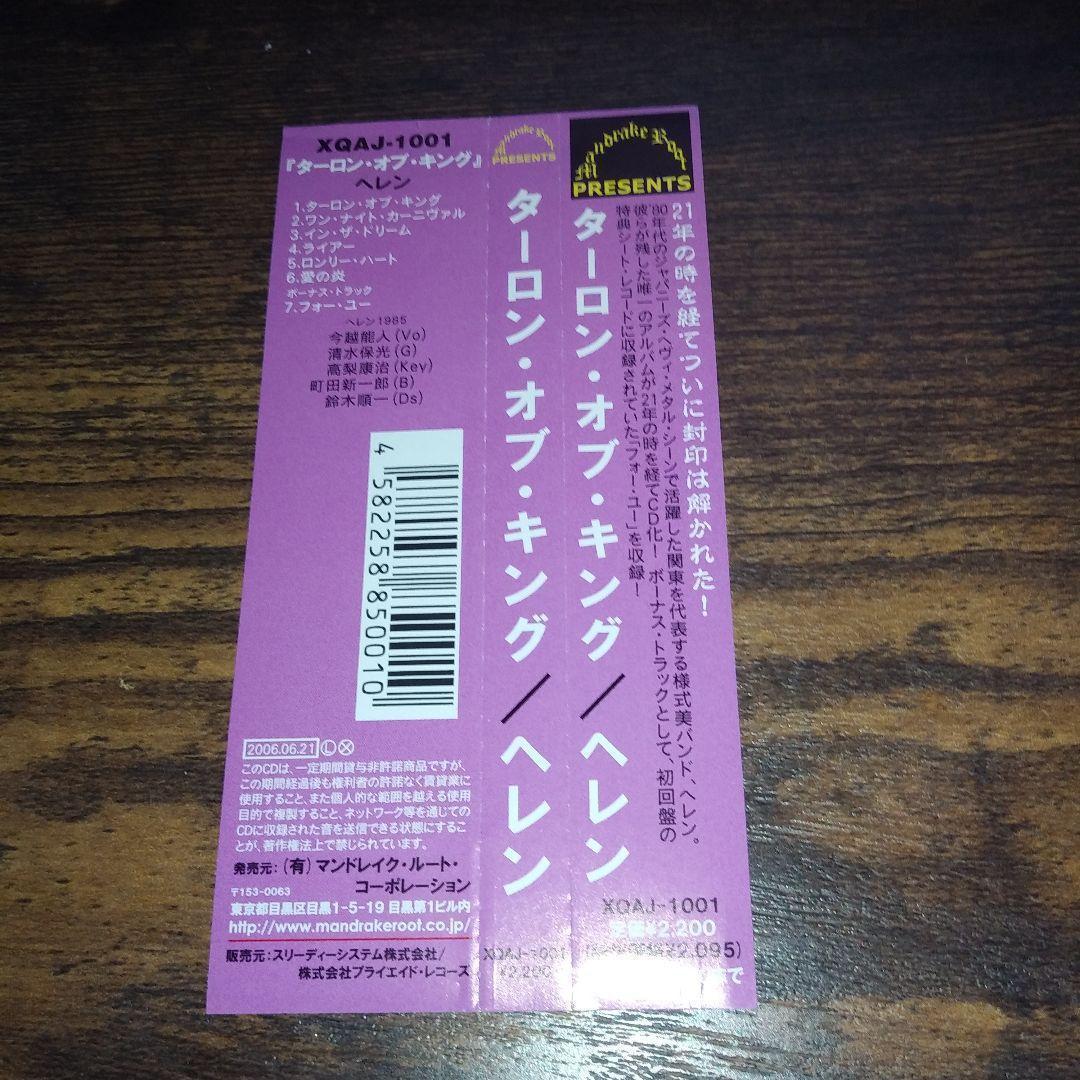 XQAJ-1001
『ターロン・オブ・キング』
ヘレン
1.ターロン・オブ・キング
2.ワン・ナイト・カーニヴァル
3.イン・ザ・ドリーム
4.ライアー
5.ロンリー・ハート
6.愛の炎
ボーナス・トラック
7.フォー・ユー
ヘレン1985
今越能人(Vo)
清水保光(G)
高梨康治(Key)
町田新一郎(B)
鈴木順一(Ds)
4 582258 850010
2006.06.21 Ⓛ Ⓧ
このCDは、一定期間貸与非許諾商品ですが、
この期間経過後も権利者の許諾なく賃貸業に
使用すること、また個人的な範囲を越える使用
目的で複製すること、ネットワーク等を通じての
CDに収録された音を送信できる状態にするこ
とが、著作権法上で禁じられています。
発売元:(有)マンドレイク・ルート・
コーポレーション
〒153-0063
東京都目黒区目黒1-5-19 目黒第1ビル内
http://www.mandrakeroot.co.jp/
販売元:スリーディーシステム株式会社/
株式会社ブライエイド・レコーズ
Mandrake Root
PRESENTS
ターロン・オブ・キング/ヘレン
XQAJ-1001
¥2,200
Mandrake Root
PRESENTS
21年の時を経てついに封印は解かれた!
'80年代のジャパニーズ・ヘヴィ・メタル・シーンで活躍した関東を代表する様式美バンド、ヘレン。
彼らが残した唯一のアルバムが21年の時を経てCD化! ボーナス・トラックとして、初回盤の
特典シート・レコードに収録されていた「フォー・ユー」を収録!
ターロン・オブ・キング/ヘレン
XQAJ-1001
定価¥2,200
¥2,095)
まで